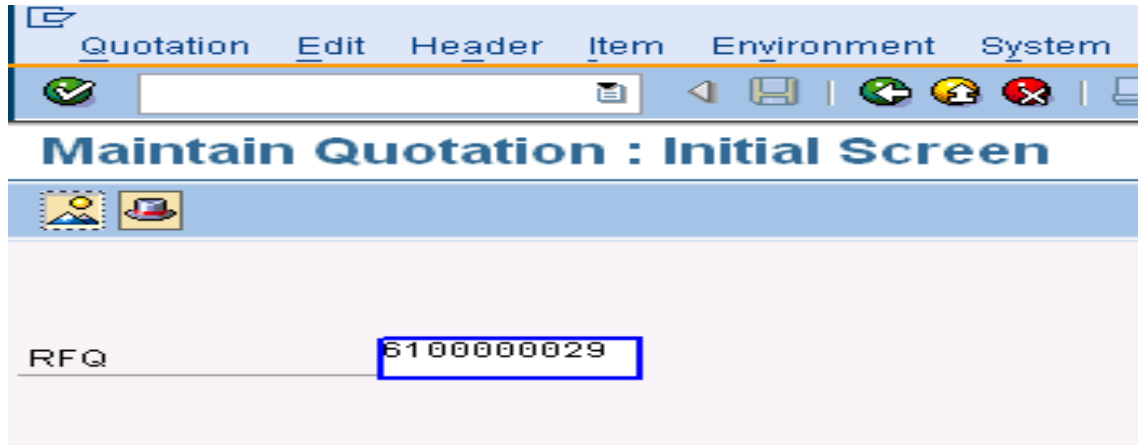 Quotation Edit Header Item Environment System
Maintain Quotation : Initial Screen
RFQ 6100000029